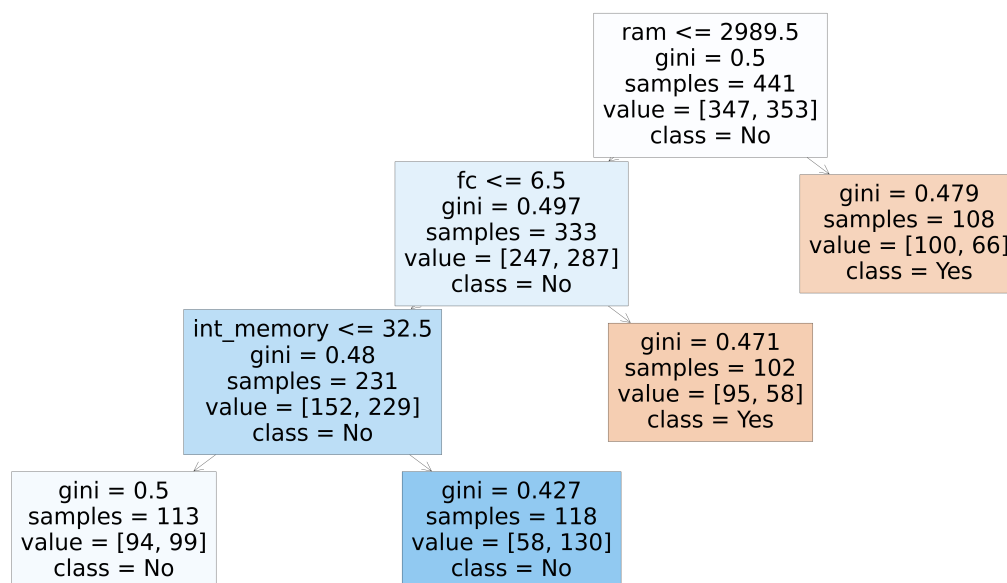 ram <= 2989.5
gini = 0.5
samples = 441
value = [347, 353]
class = No
fc <= 6.5
gini = 0.497
samples = 333
value = [247, 287]
class = No
gini = 0.479
samples = 108
value = [100, 66]
class = Yes
int_memory <= 32.5
gini = 0.48
samples = 231
value = [152, 229]
class = No
gini = 0.471
samples = 102
value = [95, 58]
class = Yes
gini = 0.5
samples = 113
value = [94, 99]
class = No
gini = 0.427
samples = 118
value = [58, 130]
class = No